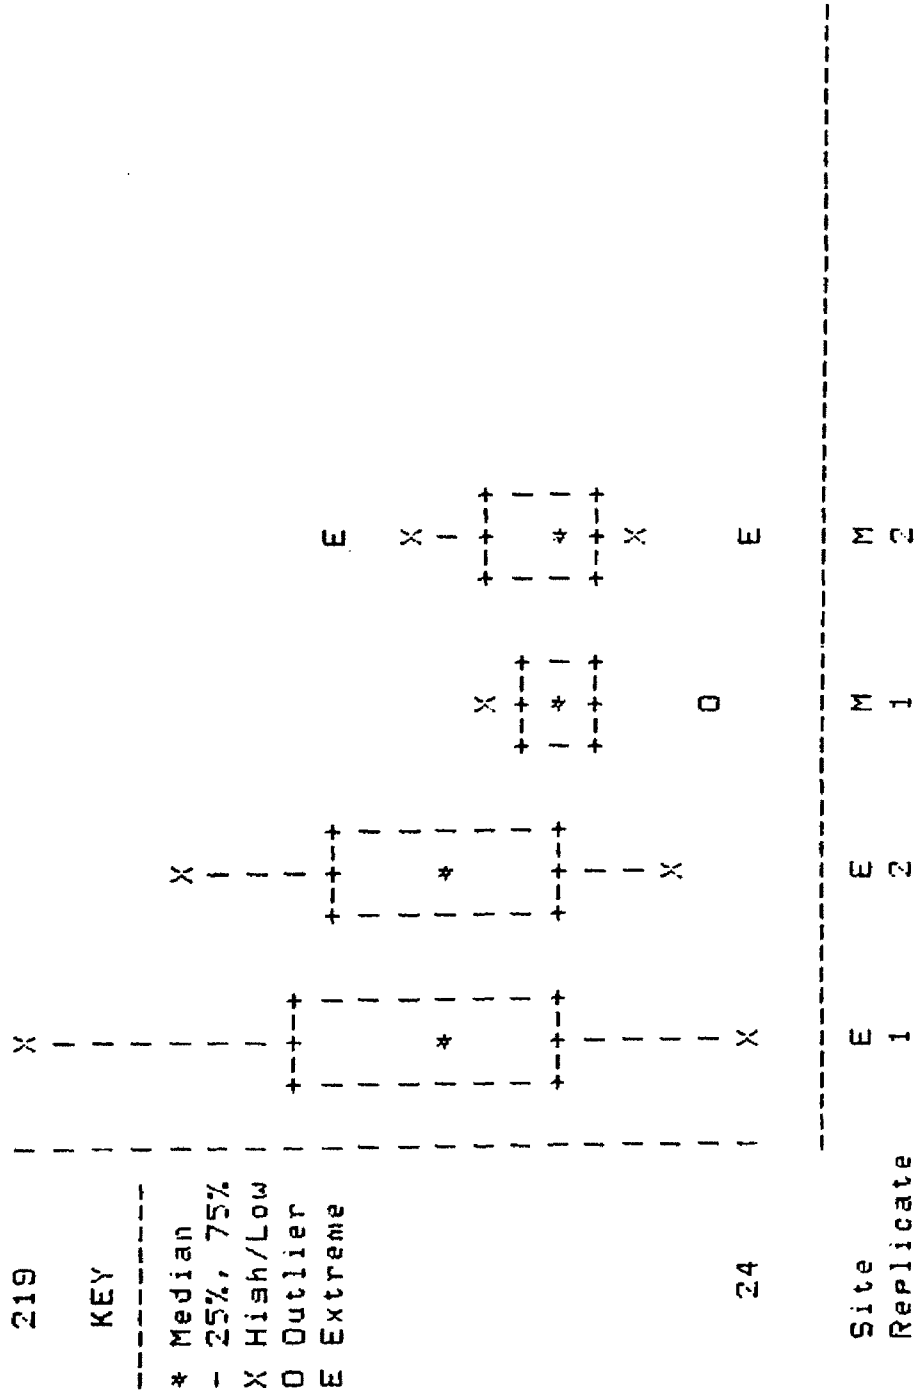 219 X
KEY
----------
* Median X
- 25%, 75%
X High/Low
O Outlier
E Extreme E
X
* *
X
* *
X
X
O
24 X E
Site E E M M
Replicate 1 2 1 2